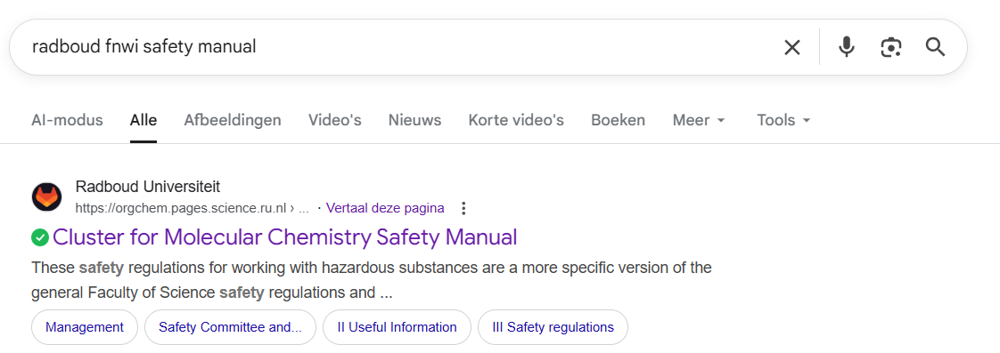 radboud fnwi safety manual
AI-modus Alle Afbeeldingen Video's Nieuws Korte video's Boeken Meer Tools
Radboud Universiteit
https://orgchem.pages.science.ru.nl › ... · Vertaal deze pagina
Cluster for Molecular Chemistry Safety Manual
These safety regulations for working with hazardous substances are a more specific version of the
general Faculty of Science safety regulations and ...
Management Safety Committee and... II Useful Information III Safety regulations